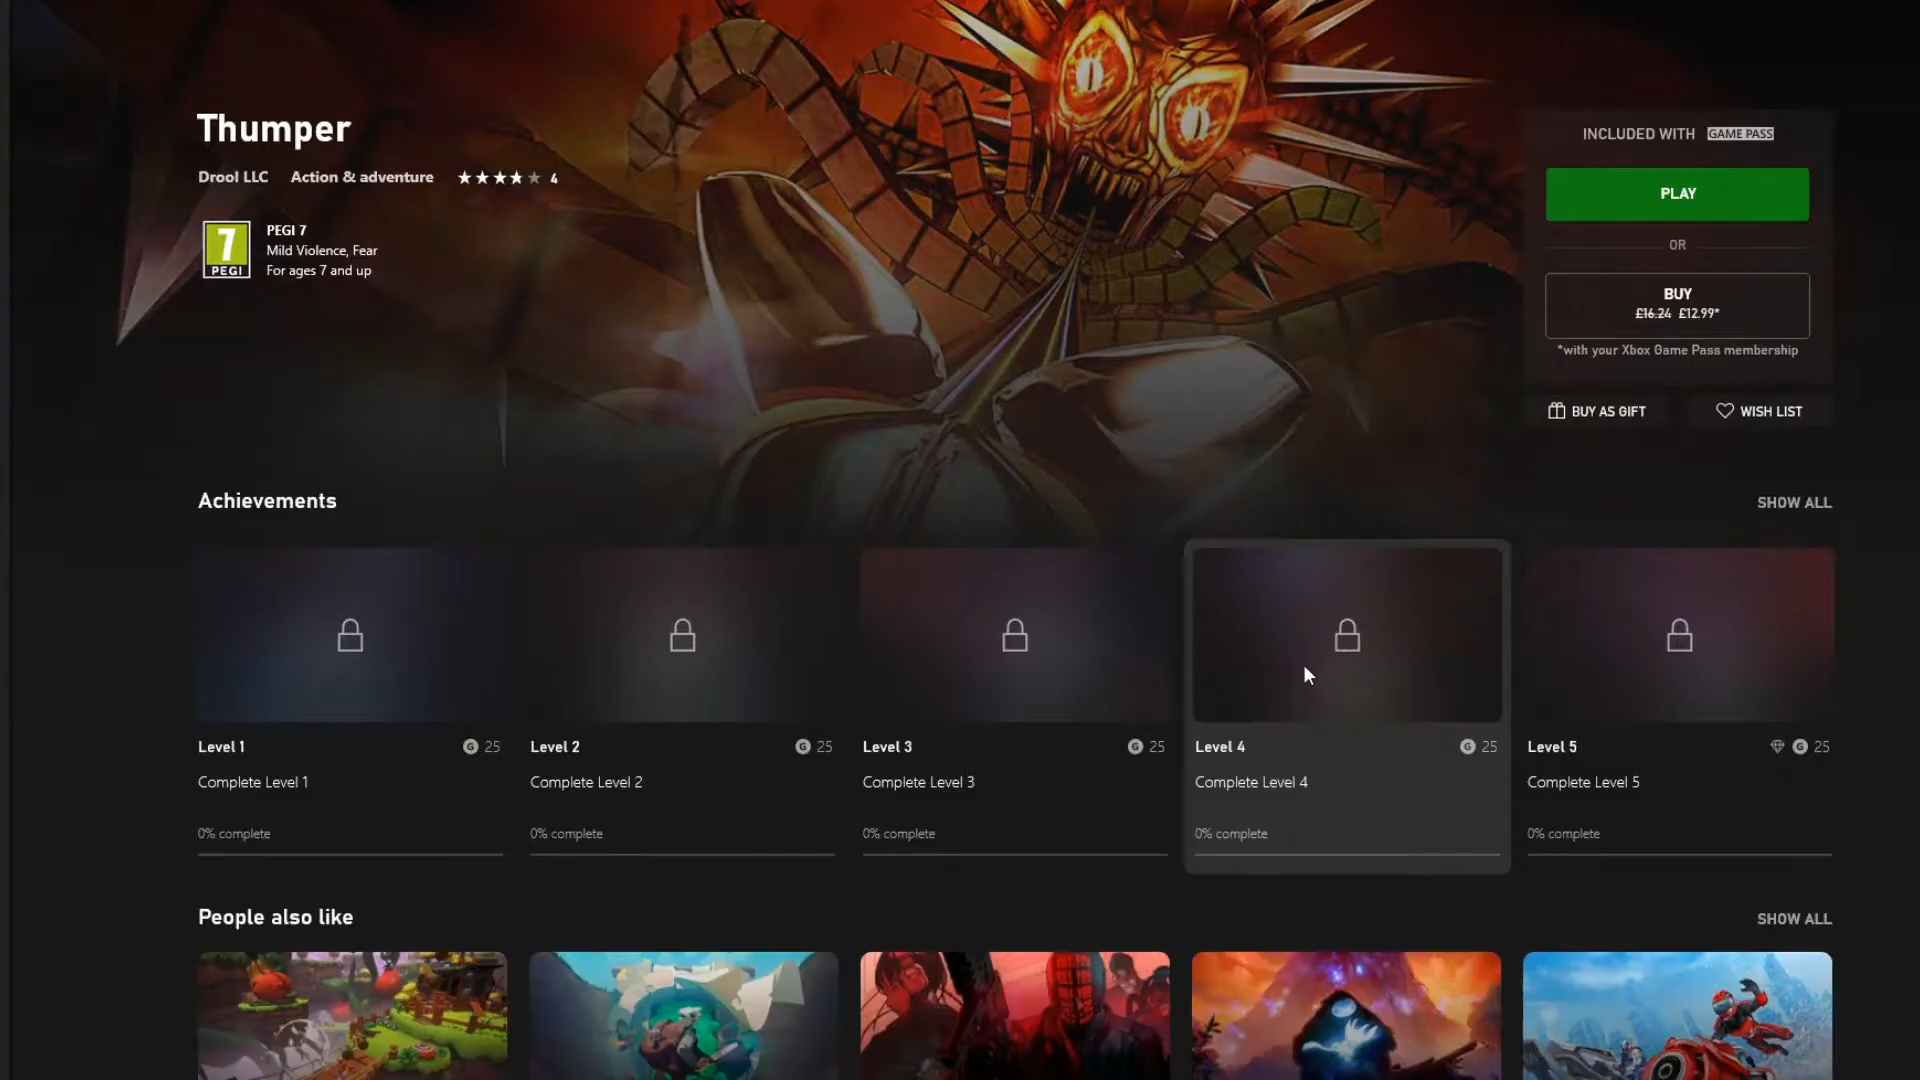 Thumper
Drool LLC Action & adventure 4
7
PEGI
PEGI 7
Mild Violence, Fear
For ages 7 and up
INCLUDED WITH GAME PASS
PLAY
OR
BUY
£16.24 £12.99*
*with your Xbox Game Pass membership
BUY AS GIFT
WISH LIST
Achievements
SHOW ALL
Level 1 G 25
Complete Level 1
0% complete
Level 2 G 25
Complete Level 2
0% complete
Level 3 G 25
Complete Level 3
0% complete
Level 4 G 25
Complete Level 4
0% complete
Level 5 G 25
Complete Level 5
0% complete
People also like
SHOW ALL